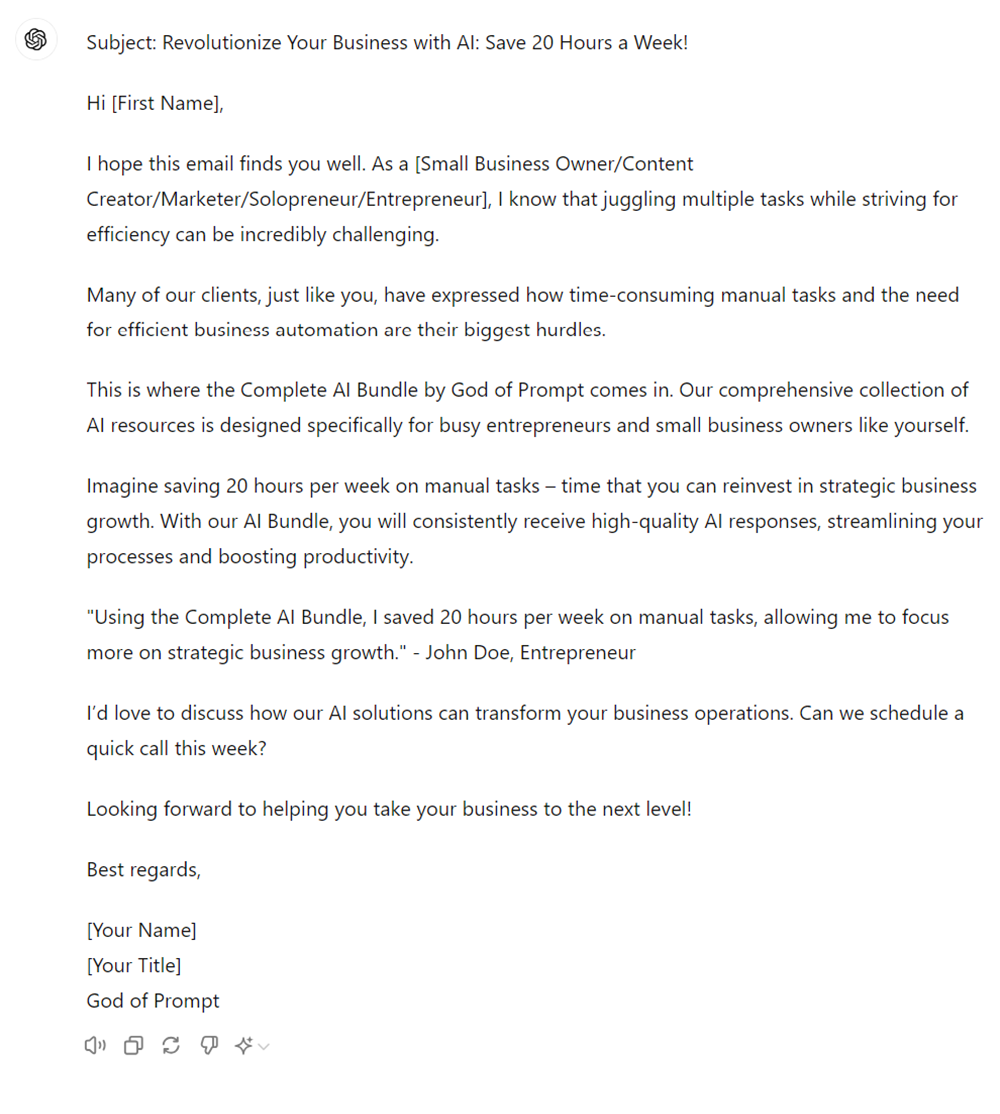 Subject: Revolutionize Your Business with AI: Save 20 Hours a Week!
Hi [First Name],
I hope this email finds you well. As a [Small Business Owner/Content
Creator/Marketer/Solopreneur/Entrepreneur], I know that juggling multiple tasks while striving for
efficiency can be incredibly challenging.
Many of our clients, just like you, have expressed how time-consuming manual tasks and the need
for efficient business automation are their biggest hurdles.
This is where the Complete AI Bundle by God of Prompt comes in. Our comprehensive collection of
AI resources is designed specifically for busy entrepreneurs and small business owners like yourself.
Imagine saving 20 hours per week on manual tasks – time that you can reinvest in strategic business
growth. With our AI Bundle, you will consistently receive high-quality AI responses, streamlining your
processes and boosting productivity.
"Using the Complete AI Bundle, I saved 20 hours per week on manual tasks, allowing me to focus
more on strategic business growth." - John Doe, Entrepreneur
I’d love to discuss how our AI solutions can transform your business operations. Can we schedule a
quick call this week?
Looking forward to helping you take your business to the next level!
Best regards,
[Your Name]
[Your Title]
God of Prompt